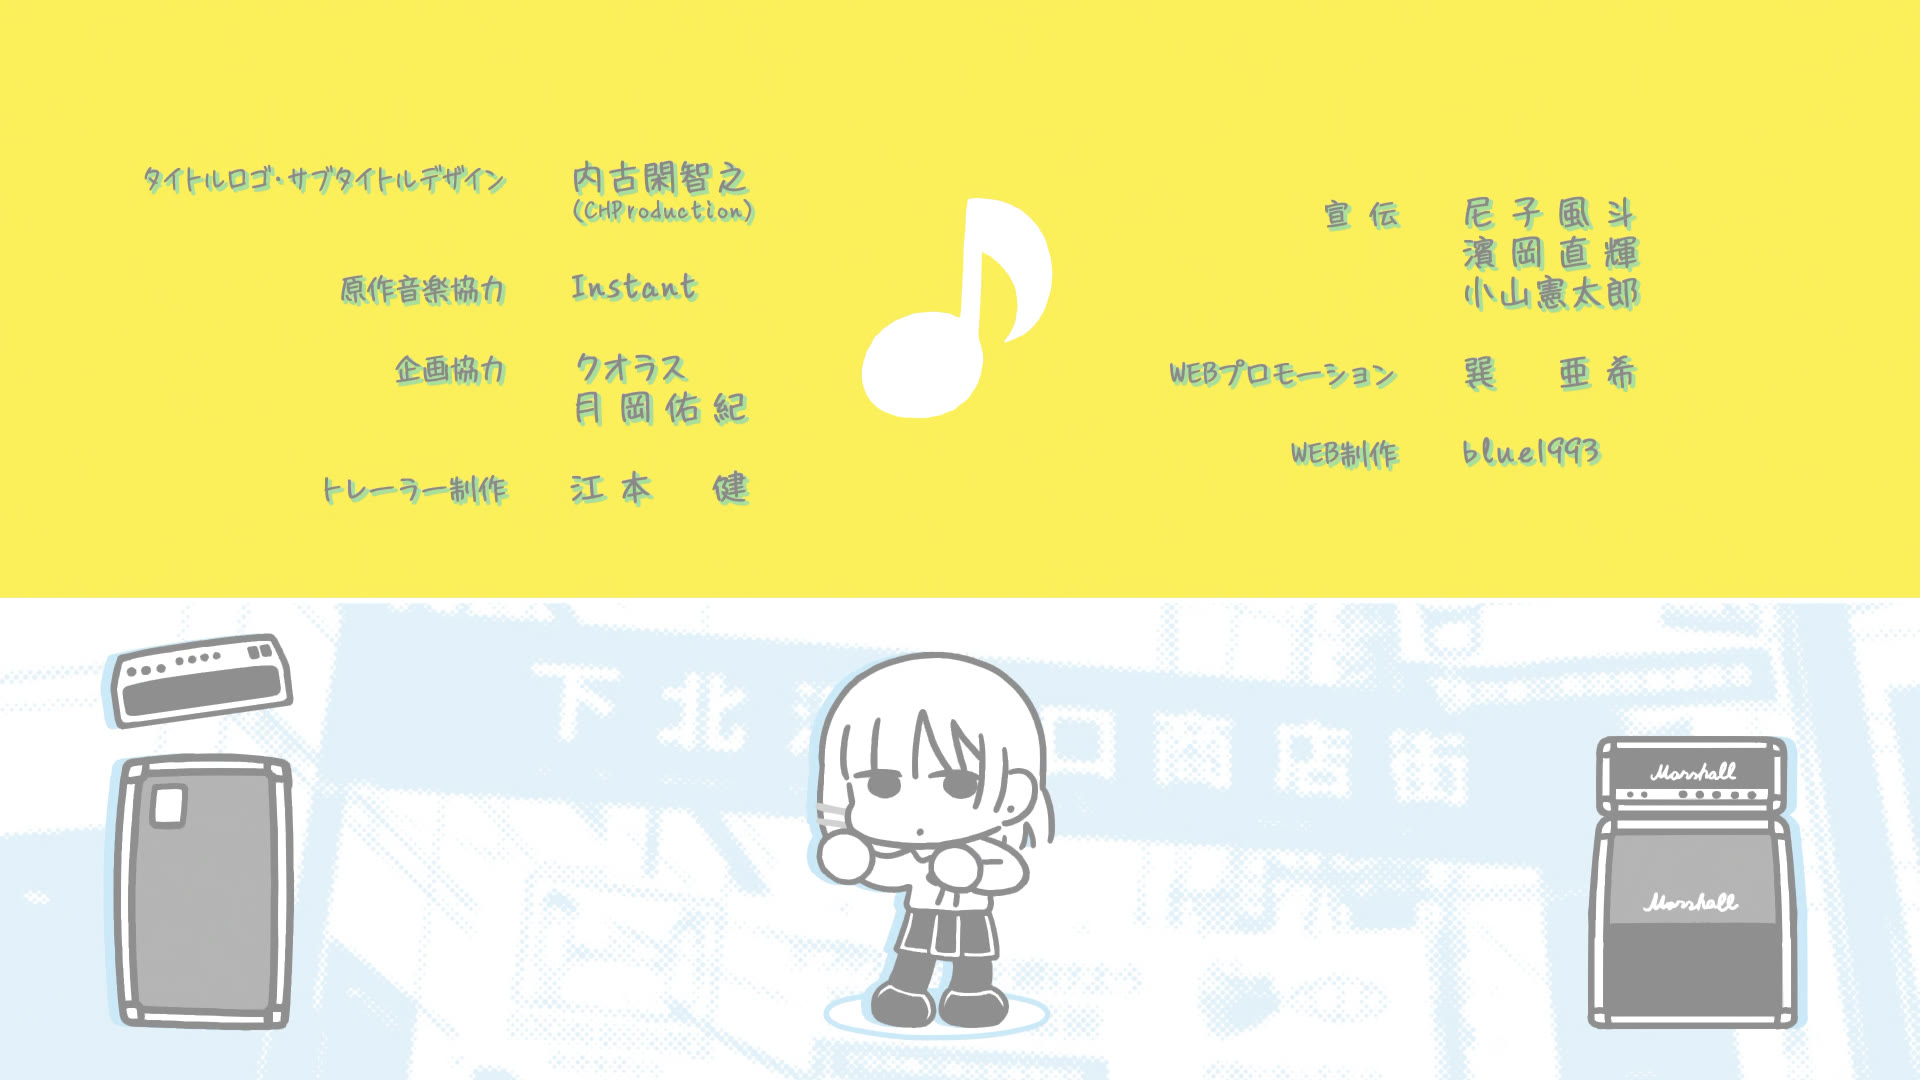 タイトルロゴ・サブタイトルデザイン 内古閑智之
(CHProduction)
原作音楽協力 Instant
企画協力 クオラス
月岡佑紀
トレーラー制作 江本 健
宣伝 尼子風斗
濱岡直輝
小山憲太郎
WEBプロモーション 巽 亜希
WEB制作 blue1993
下北 口商店街
Marshall
Marshall